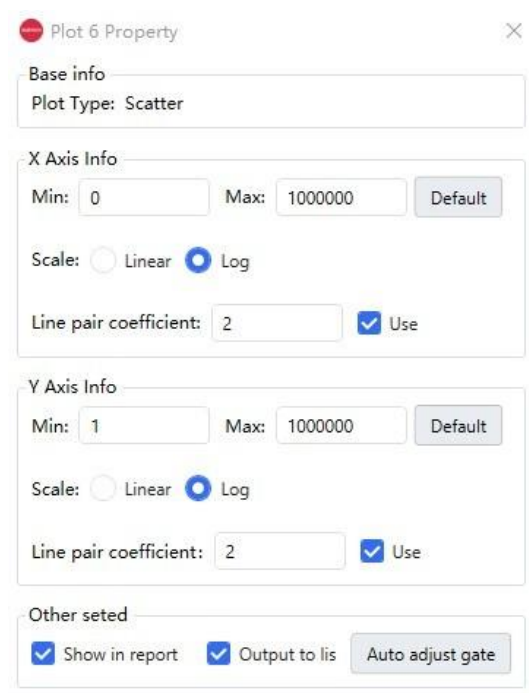 Plot 6 Property
Base info
Plot Type: Scatter
X Axis Info
Min: 0 Max: 1000000 Default
Scale: Linear Log
Line pair coefficient: 2 Use
Y Axis Info
Min: 1 Max: 1000000 Default
Scale: Linear Log
Line pair coefficient: 2 Use
Other seted
Show in report Output to lis Auto adjust gate